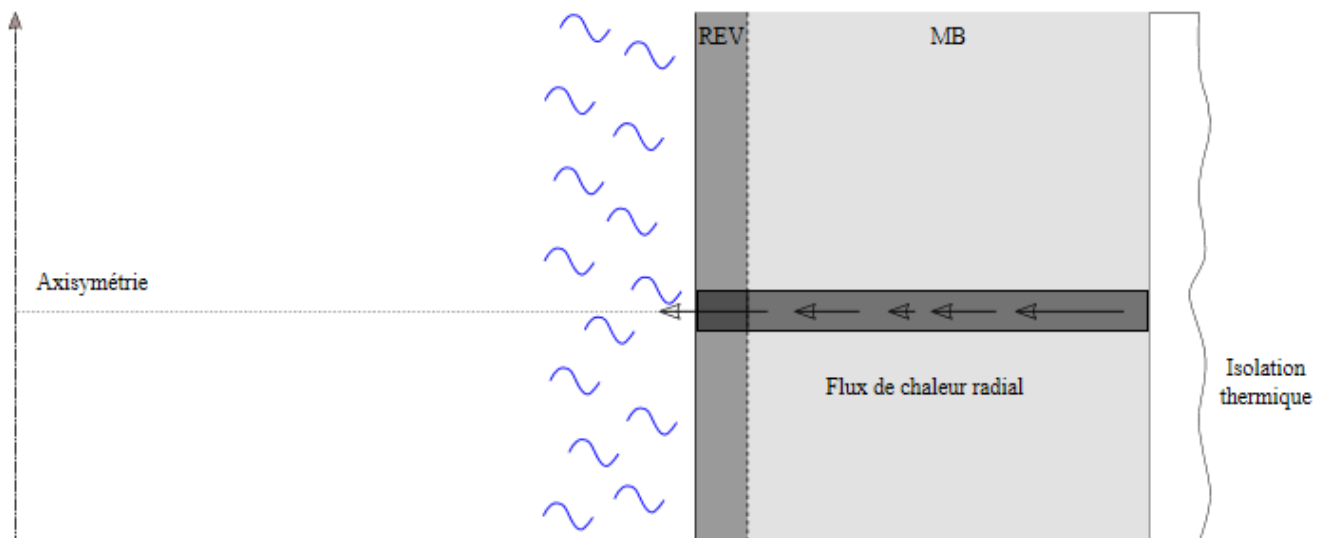 REV
MB
Axisymétrie
Flux de chaleur radial
Isolation
thermique